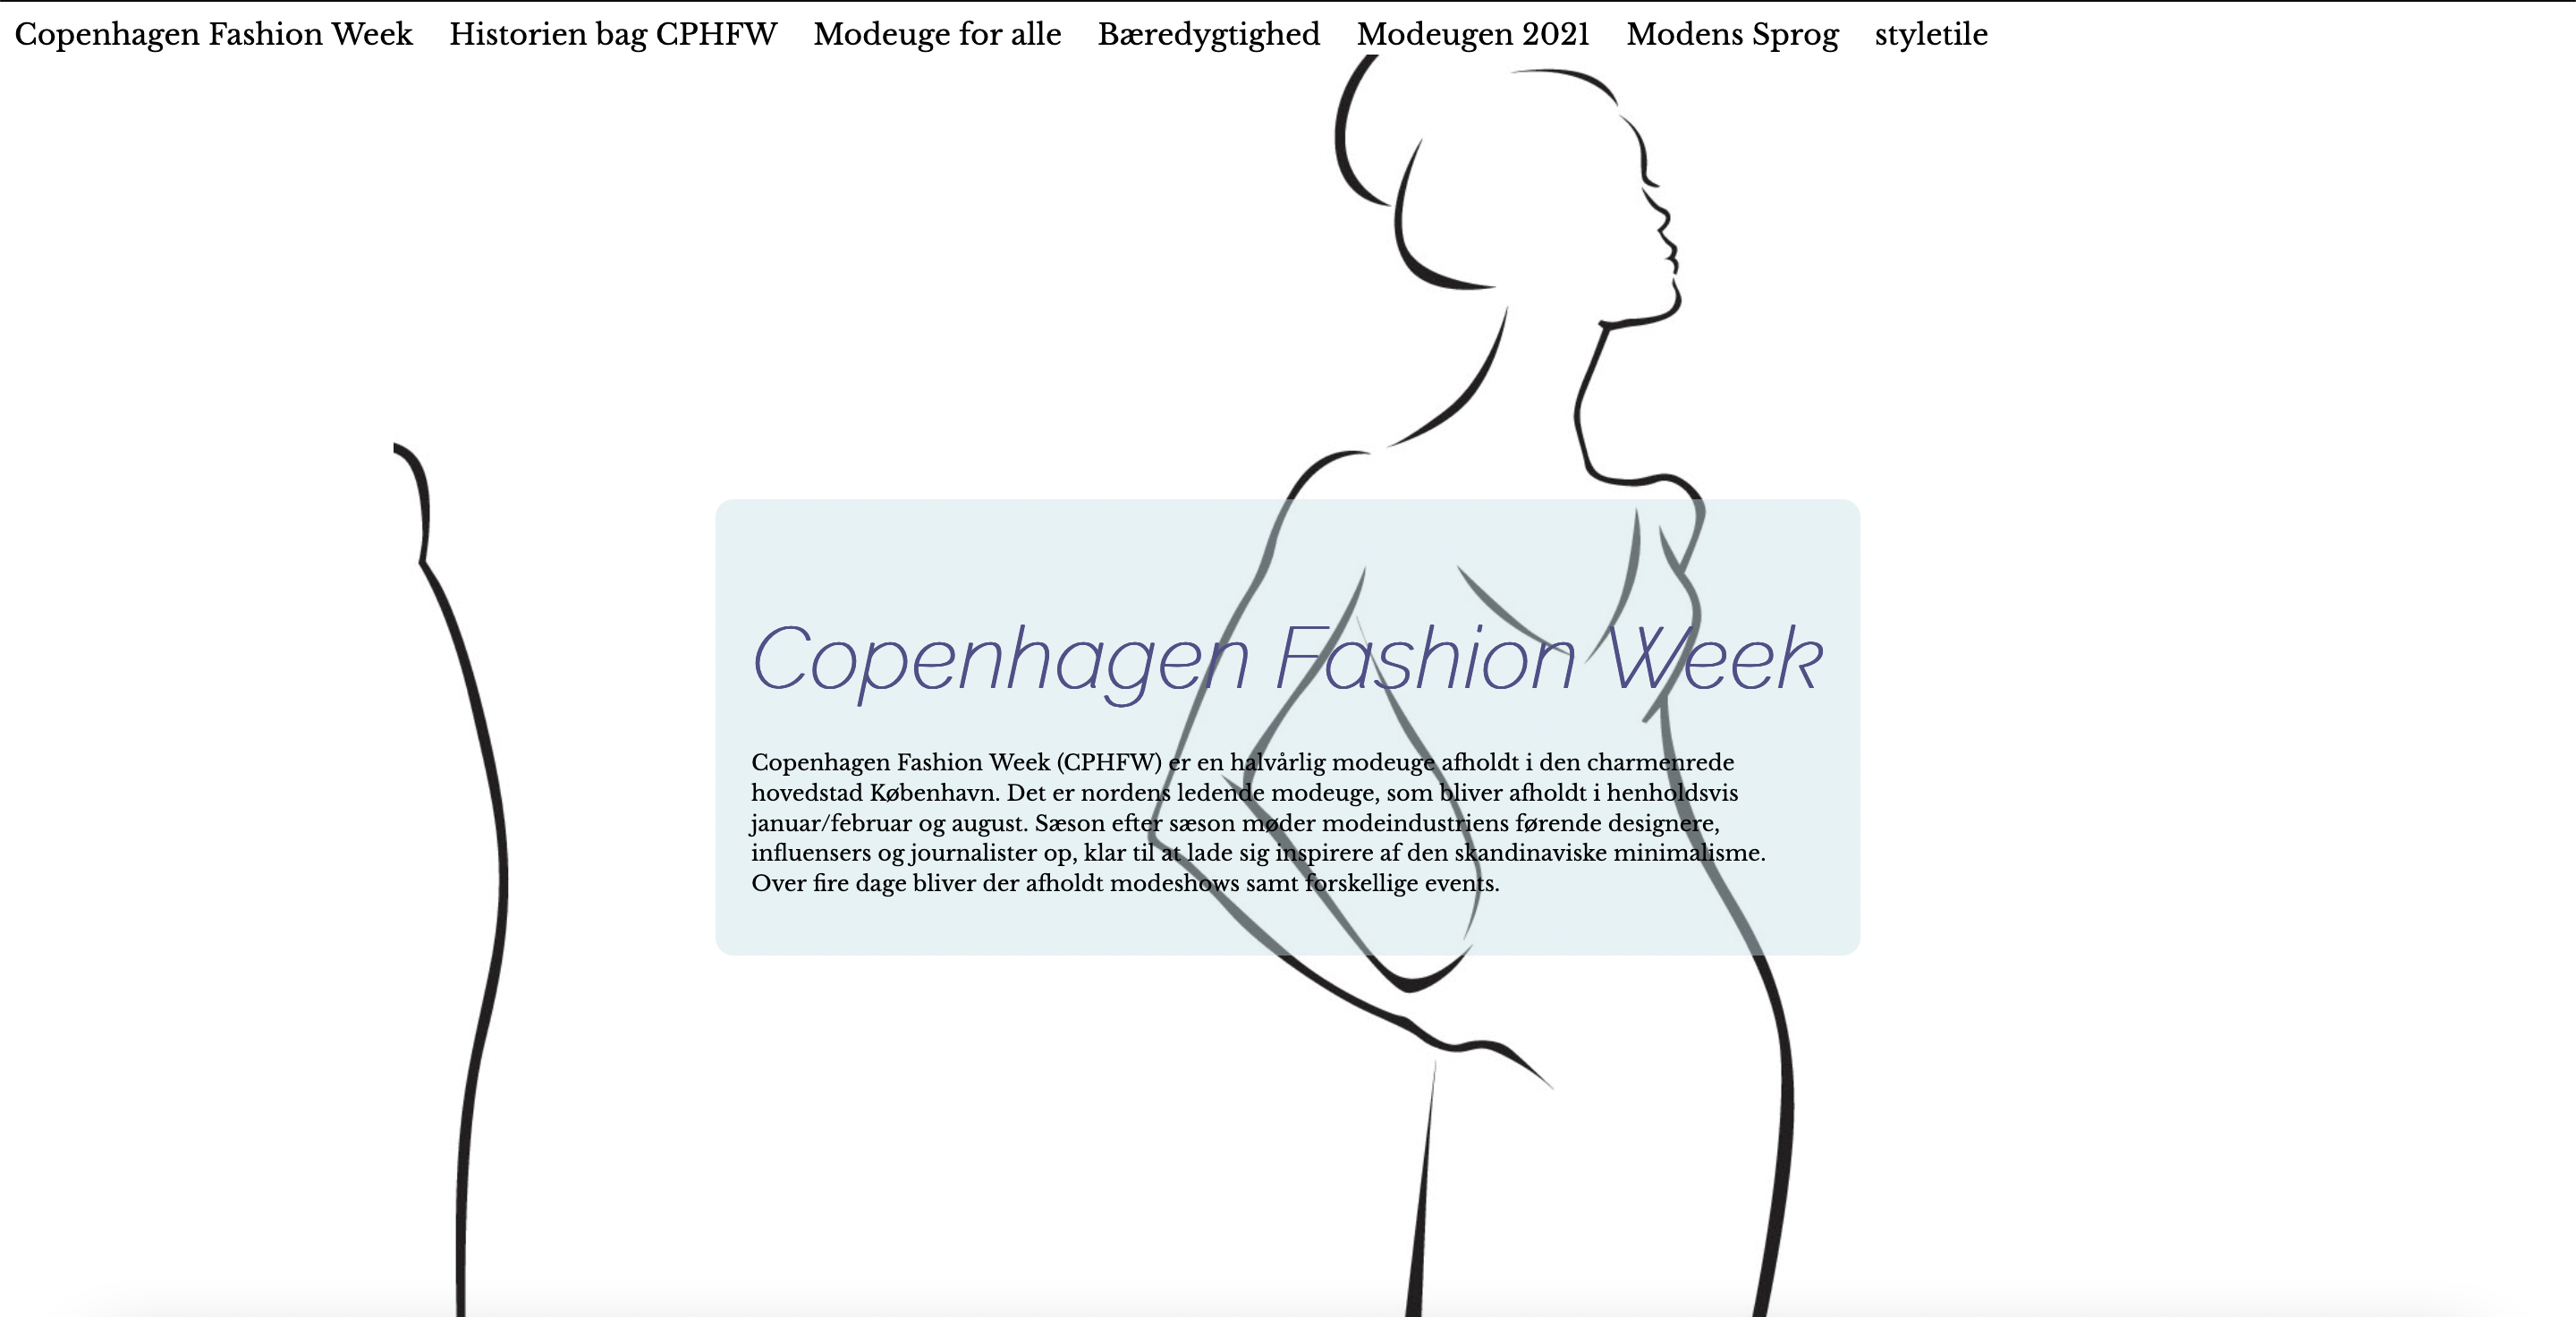 Copenhagen Fashion Week Historien bag CPHFW Modeuge for alle Bæredygtighed Modeugen 2021 Modens Sprog styletile
Copenhagen Fashion Week
Copenhagen Fashion Week (CPHFW) er en halvårlig modeuge afholdt i den charmenrede
hovedstad København. Det er nordens ledende modeuge, som bliver afholdt i henholdsvis
januar/februar og august. Sæson efter sæson møder modeindustriens førende designere,
influensers og journalister op, klar til at lade sig inspirere af den skandinaviske minimalisme.
Over fire dage bliver der afholdt modeshows samt forskellige events.